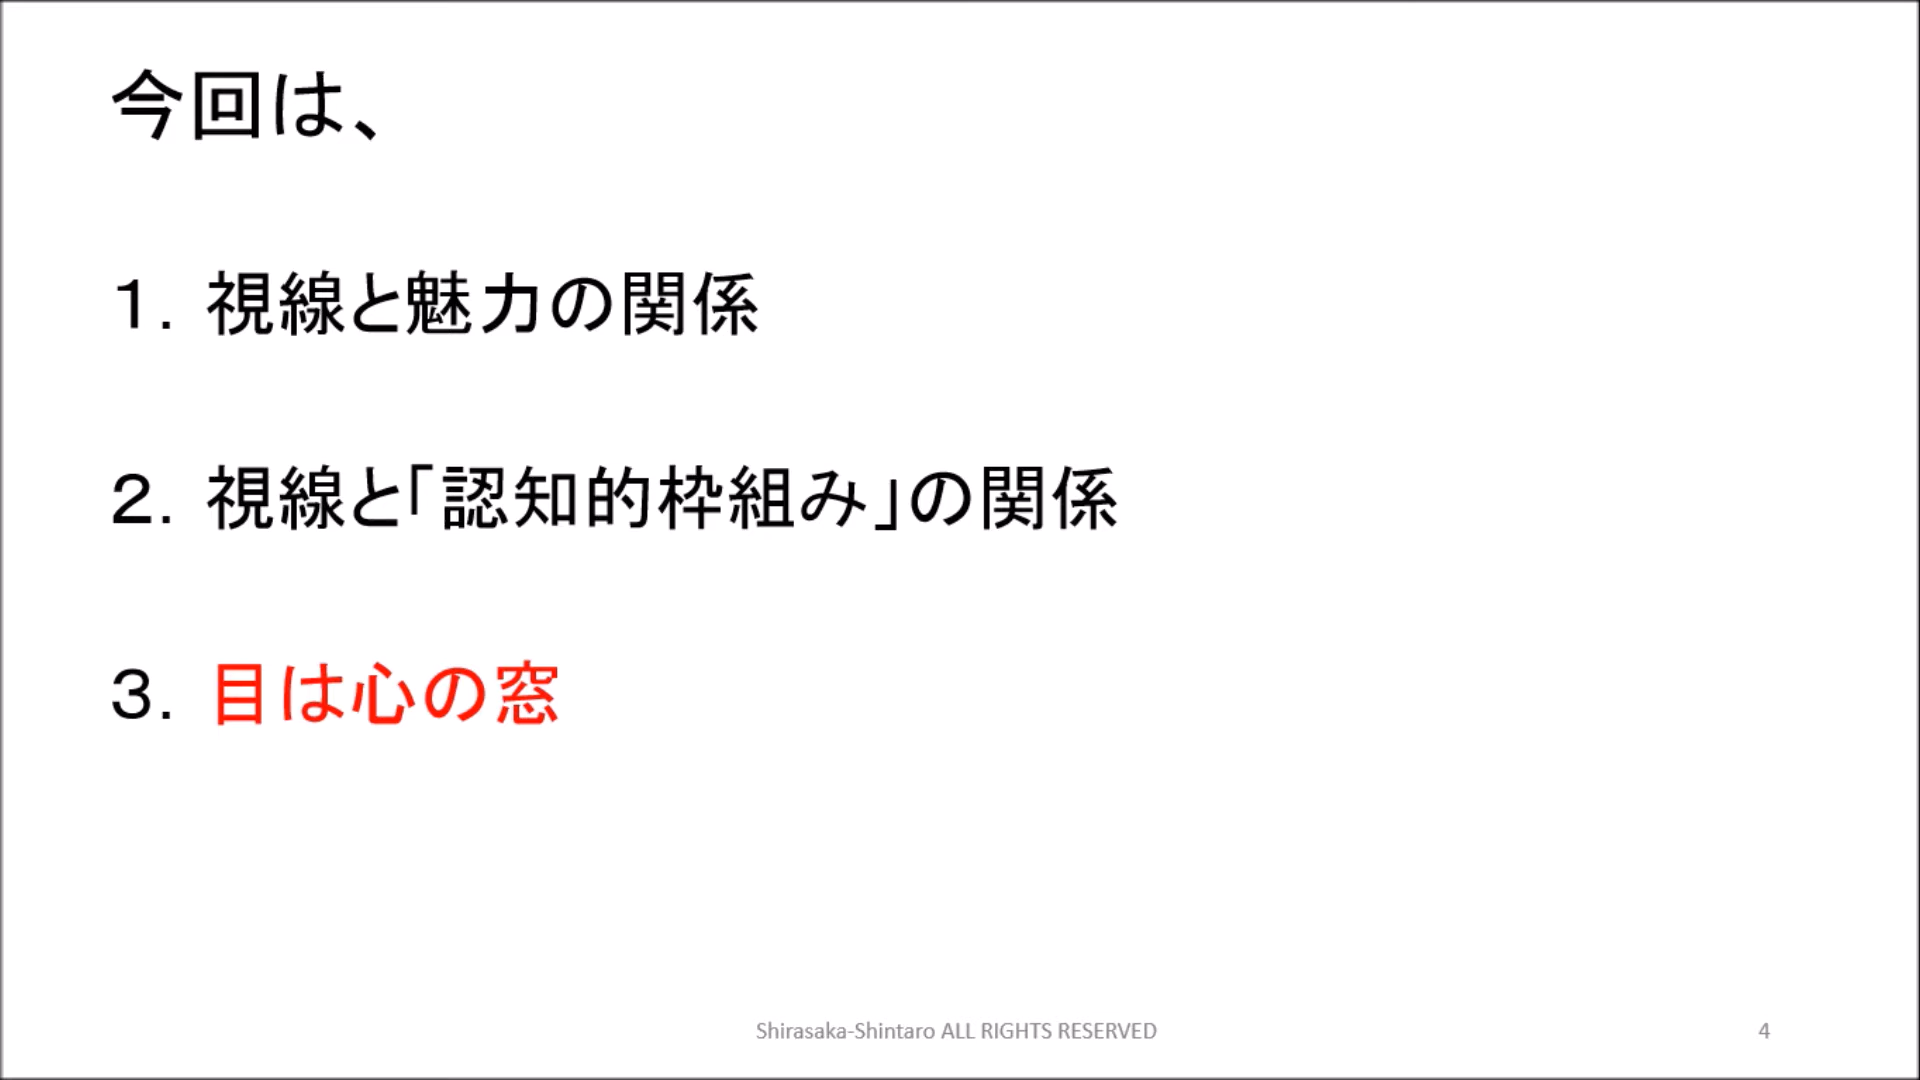 今回は、
１．視線と魅力の関係
２．視線と｢認知的枠組み｣の関係
３．目は心の窓
Shirasaka-Shintaro ALL RIGHTS RESERVED
4